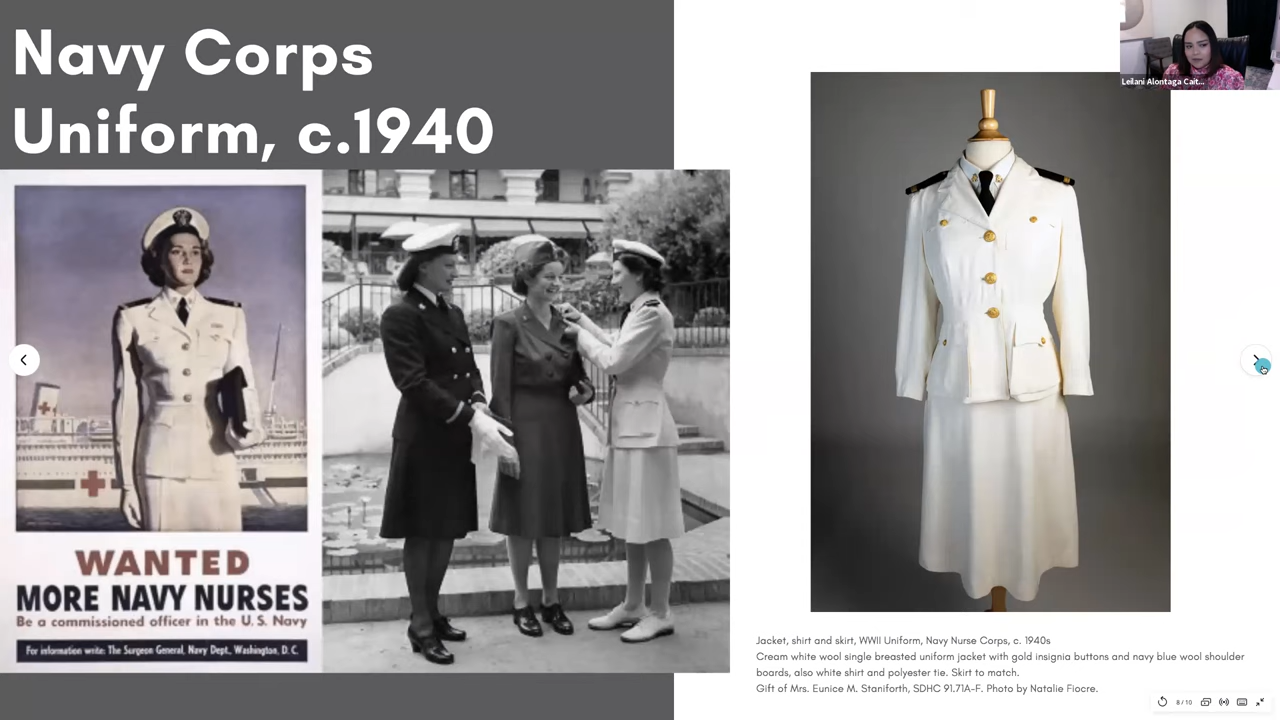 Navy Corps
Uniform, c.1940
WANTED
MORE NAVY NURSES
Be a commissioned officer in the U.S. Navy
For information write: The Surgeon General, Navy Dept., Washington, D.C.
Leilani Alontaga Cait...
Jacket, shirt and skirt, WWII Uniform, Navy Nurse Corps, c. 1940s
Cream white wool single breasted uniform jacket with gold insignia buttons and navy blue wool shoulder
boards, also white shirt and polyester tie. Skirt to match.
Gift of Mrs. Eunice M. Staniforth, SDHC 91.71A-F. Photo by Natalie Fiocre.
8 / 10